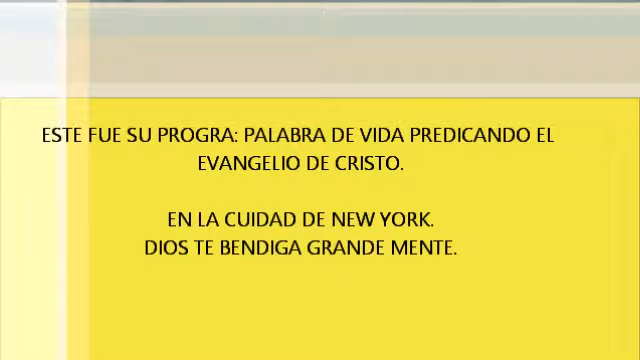 ESTE FUE SU PROGRA: PALABRA DE VIDA PREDICANDO EL
EVANGELIO DE CRISTO.
EN LA CUIDAD DE NEW YORK.
DIOS TE BENDIGA GRANDE MENTE.